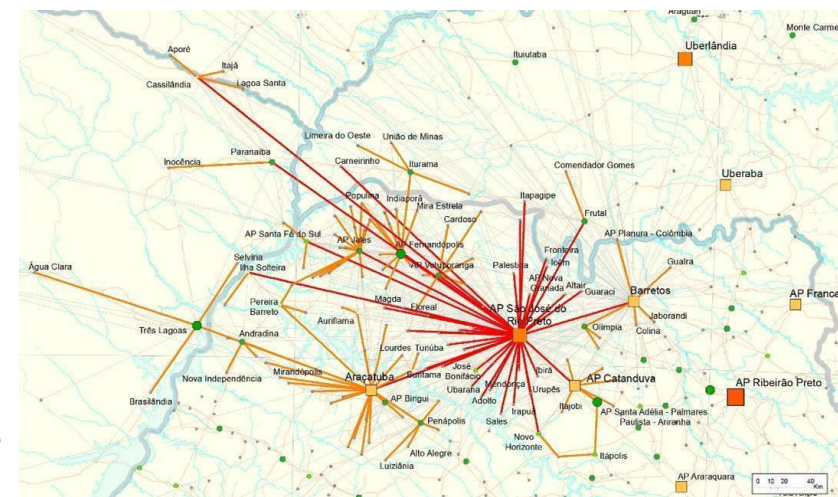 Araguari
Monte Carme
Uberlândia
Aporé
Ituiutaba
Itajá
Cassilândia
Lagoa Santa
Limeira do Oeste
União de Minas
Paranaiba
Carneirinho
Iturama
Inocência
Comendador Gomes
Uberaba
Populina
Indiaporã
Mira Estrela
Itapagipe
Cardoso
Frutal
AP Santa Fé do Sul
AP Jales
AP Fernandópolis
AP Planura - Colômbia
Fronteira
Icém
Selvíria
Ilha Solteira
AP Votuporanga
Palestina
Guaíra
Água Clara
AP Nova
Granada
Altair
Guaraci
Barretos
AP Franca
Pereira
Barreto
Magda
Floreal
AP São José do
Rio Preto
Auriflama
Jaborandi
Três Lagoas
Andradina
Olímpia
Colina
Lourdes
Turiúba
Mirandópolis
José
Bonifácio
Ibirá
Nova Independência
Araçatuba
Buritama
Mendonça
Urupês
AP Catanduva
AP Ribeirão Preto
Ubarana
Adolfo
Brasilândia
AP Birigui
Irapuã
Itajobi
AP Santa Adélia - Palmares
Paulista - Ariranha
Penápolis
Sales
Novo
Horizonte
Alto Alegre
Itápolis
Luiziânia
AP Araraquara
0 10 20 40
Km